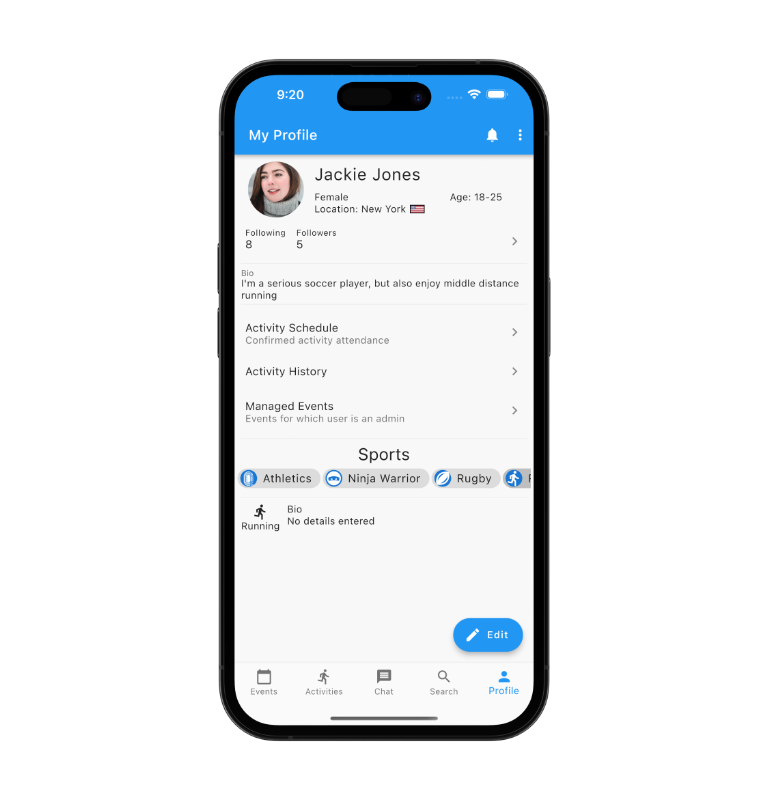 9:20
My Profile
Jackie Jones
Female Age: 18-25
Location: New York
Following Followers
8 5
Bio
I'm a serious soccer player, but also enjoy middle distance
running
Activity Schedule
Confirmed activity attendance
Activity History
Managed Events
Events for which user is an admin
Sports
Athletics Ninja Warrior Rugby
Bio
No details entered
Running
Edit
Events Activities Chat Search Profile